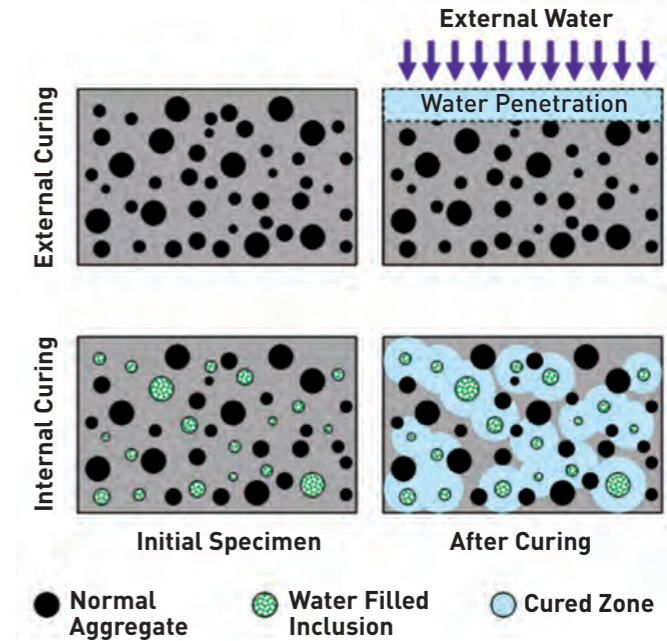 External Water
Water Penetration
External Curing
Internal Curing
Initial Specimen
After Curing
Normal
Aggregate
Water Filled
Inclusion
Cured Zone